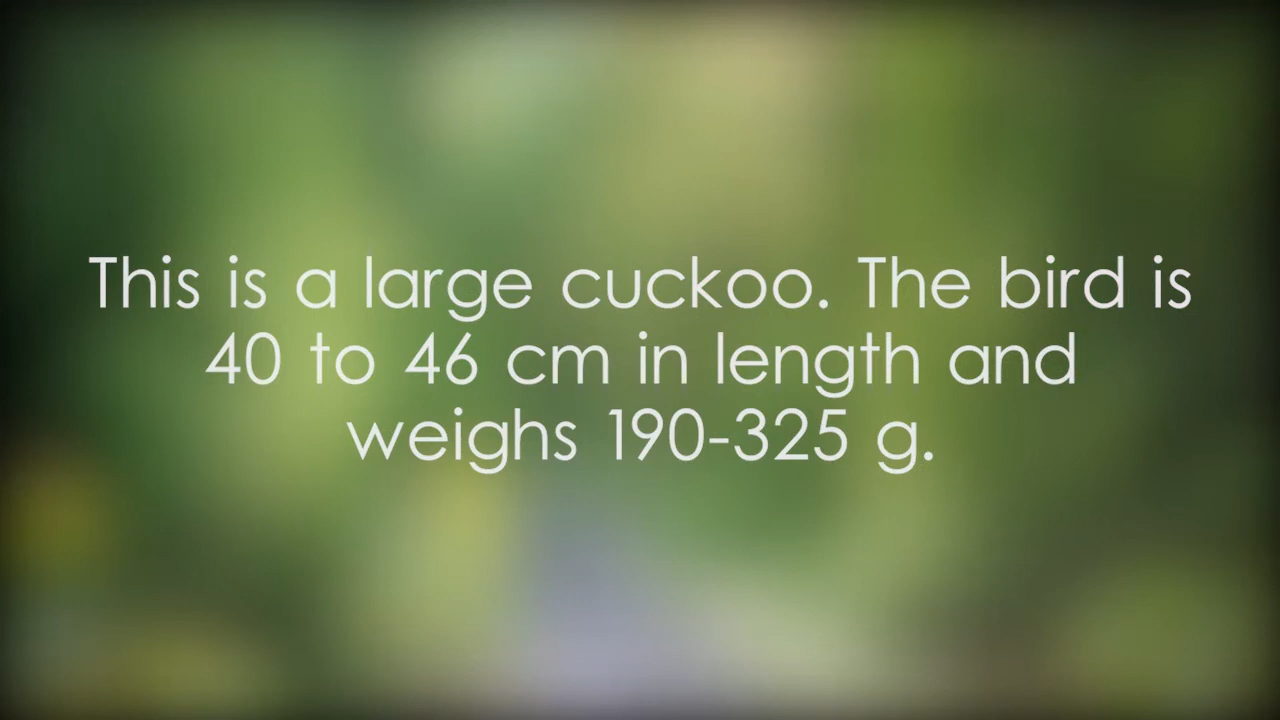 This is a large cuckoo. The bird is
40 to 46 cm in length and
weighs 190-325 g.